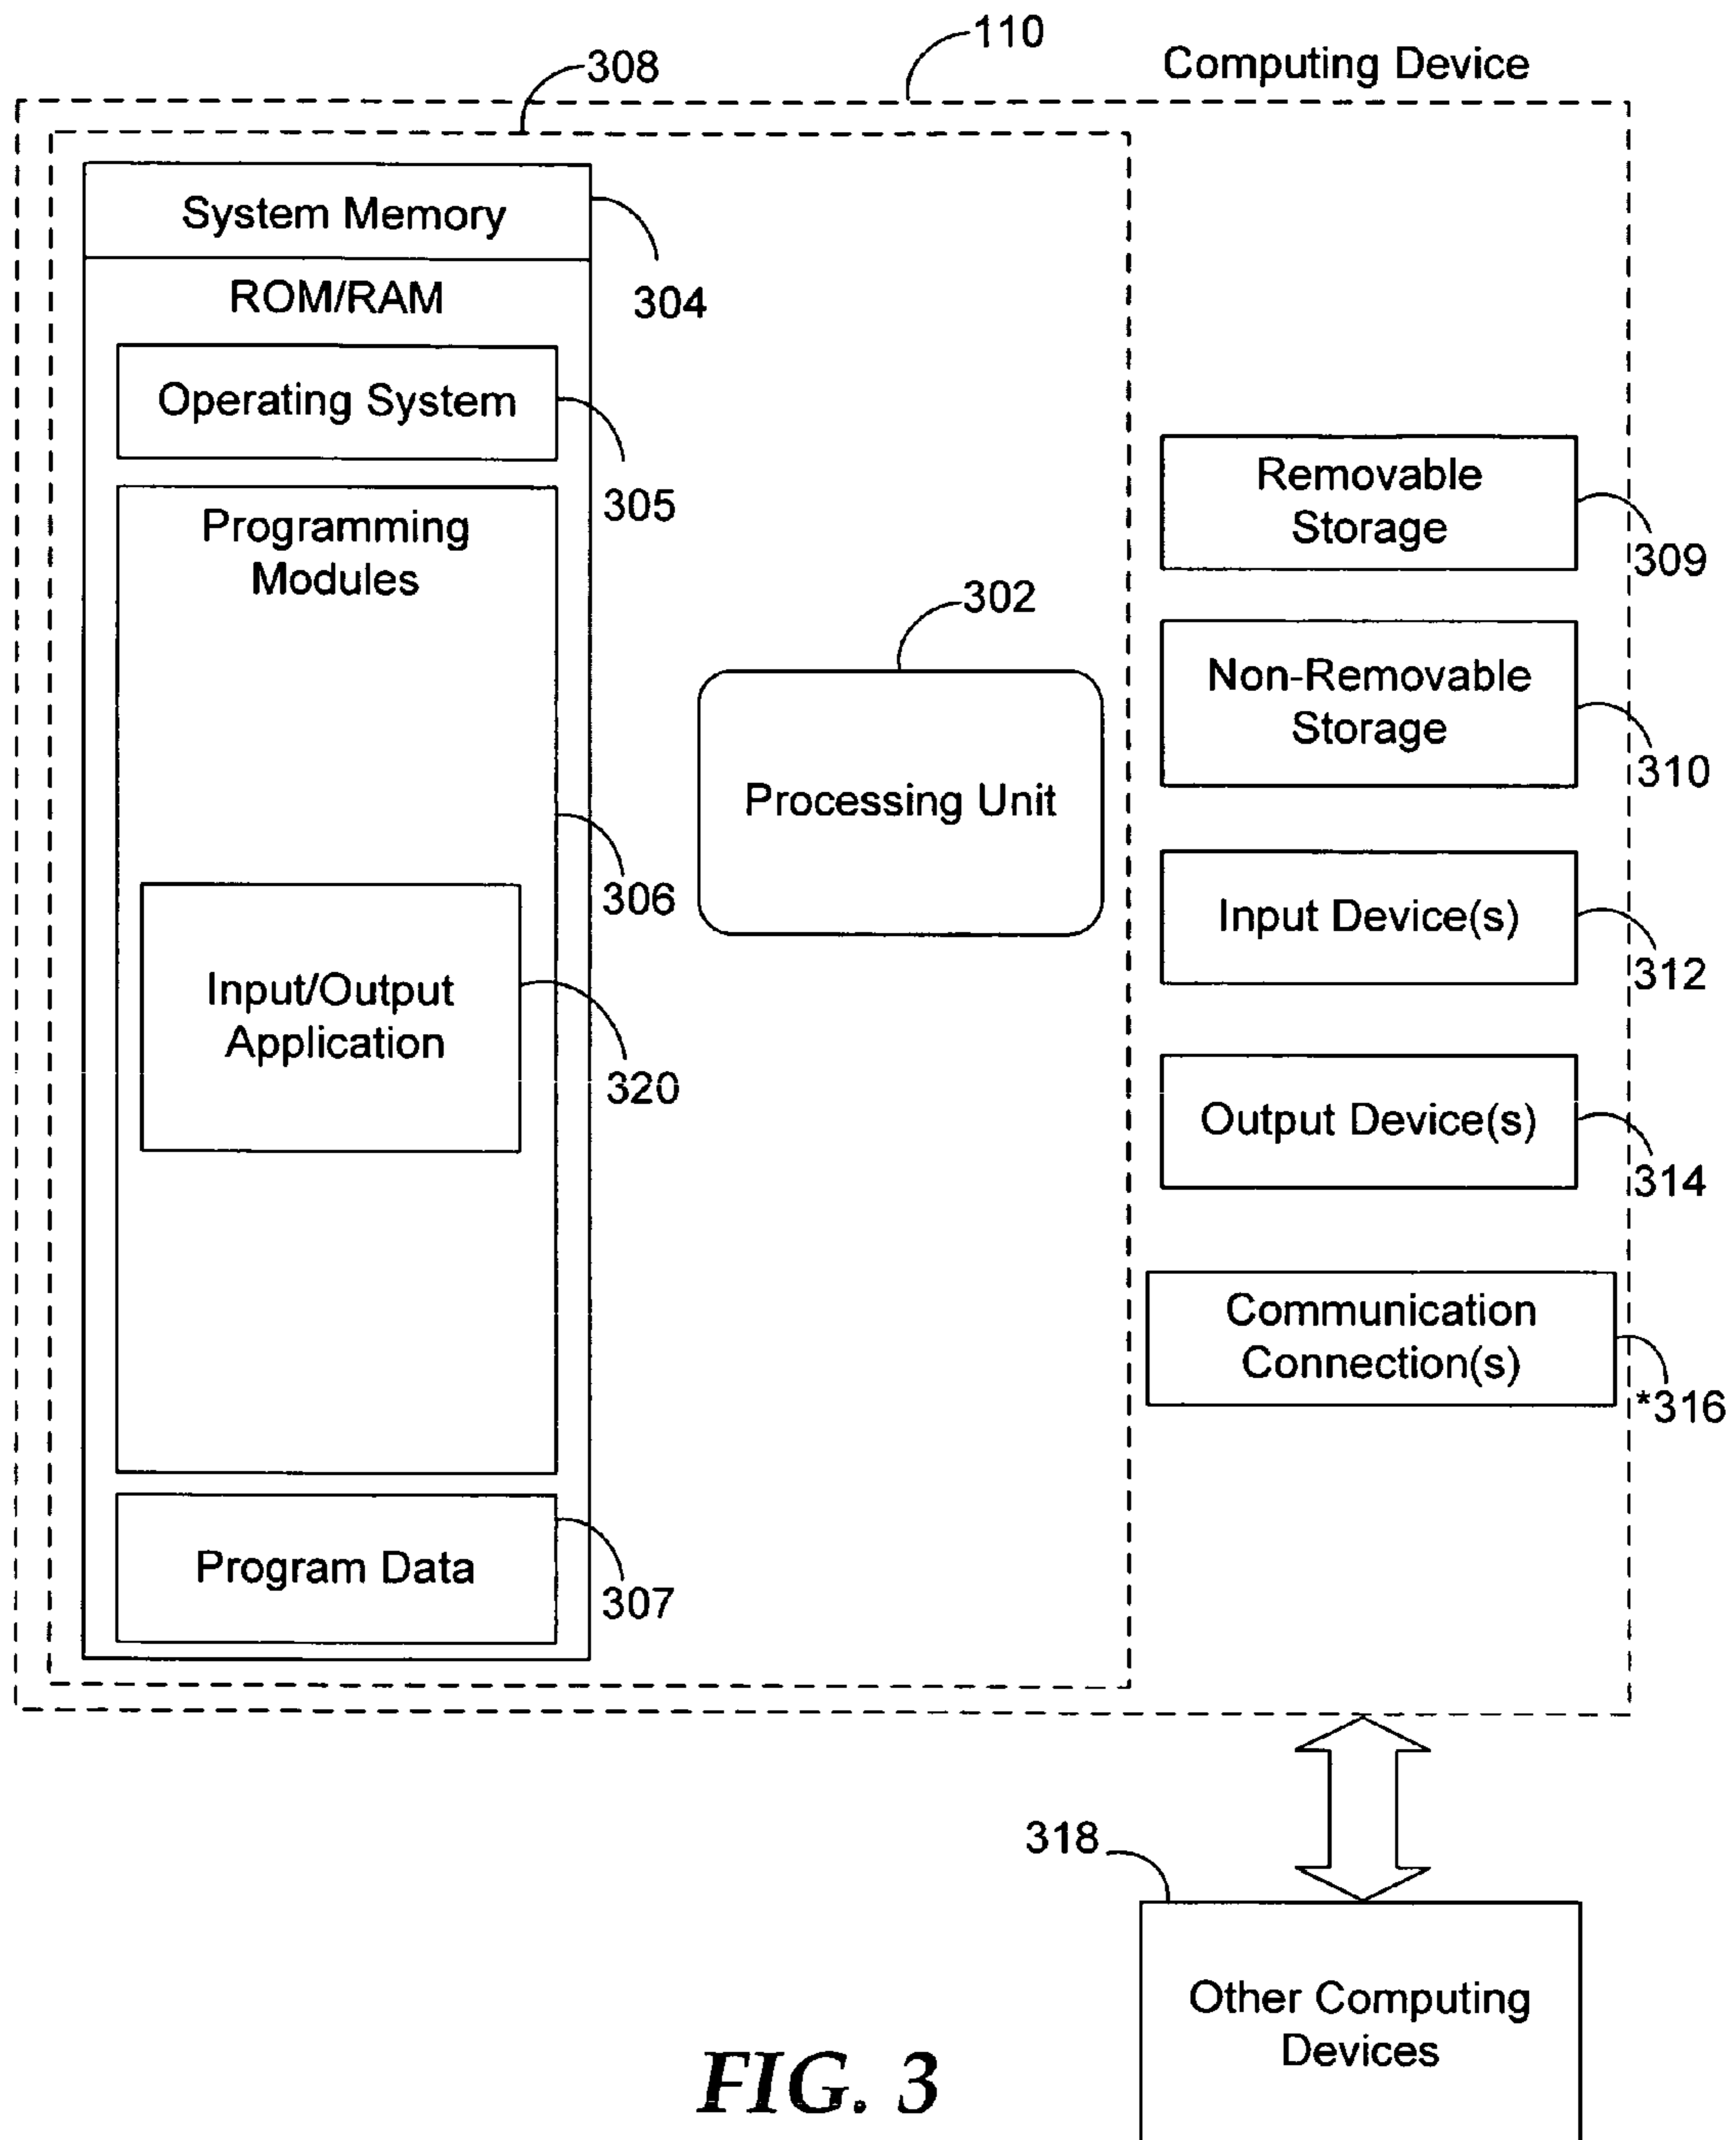 110
Computing Device
308
System Memory
304
ROM/RAM
Operating System
305
Programming
Modules
306
Input/Output
Application
320
Program Data
307
302
Processing Unit
Removable
Storage
309
Non-Removable
Storage
310
Input Device(s)
312
Output Device(s)
314
Communication
Connection(s)
*316
318
Other Computing
Devices
FIG. 3